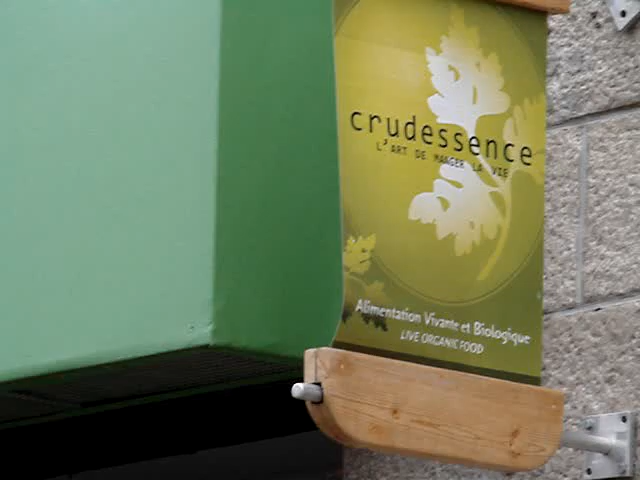 crudessence
L'ART DE MANGER LA VIE
Alimentation Vivante et Biologique
LIVE ORGANIC FOOD